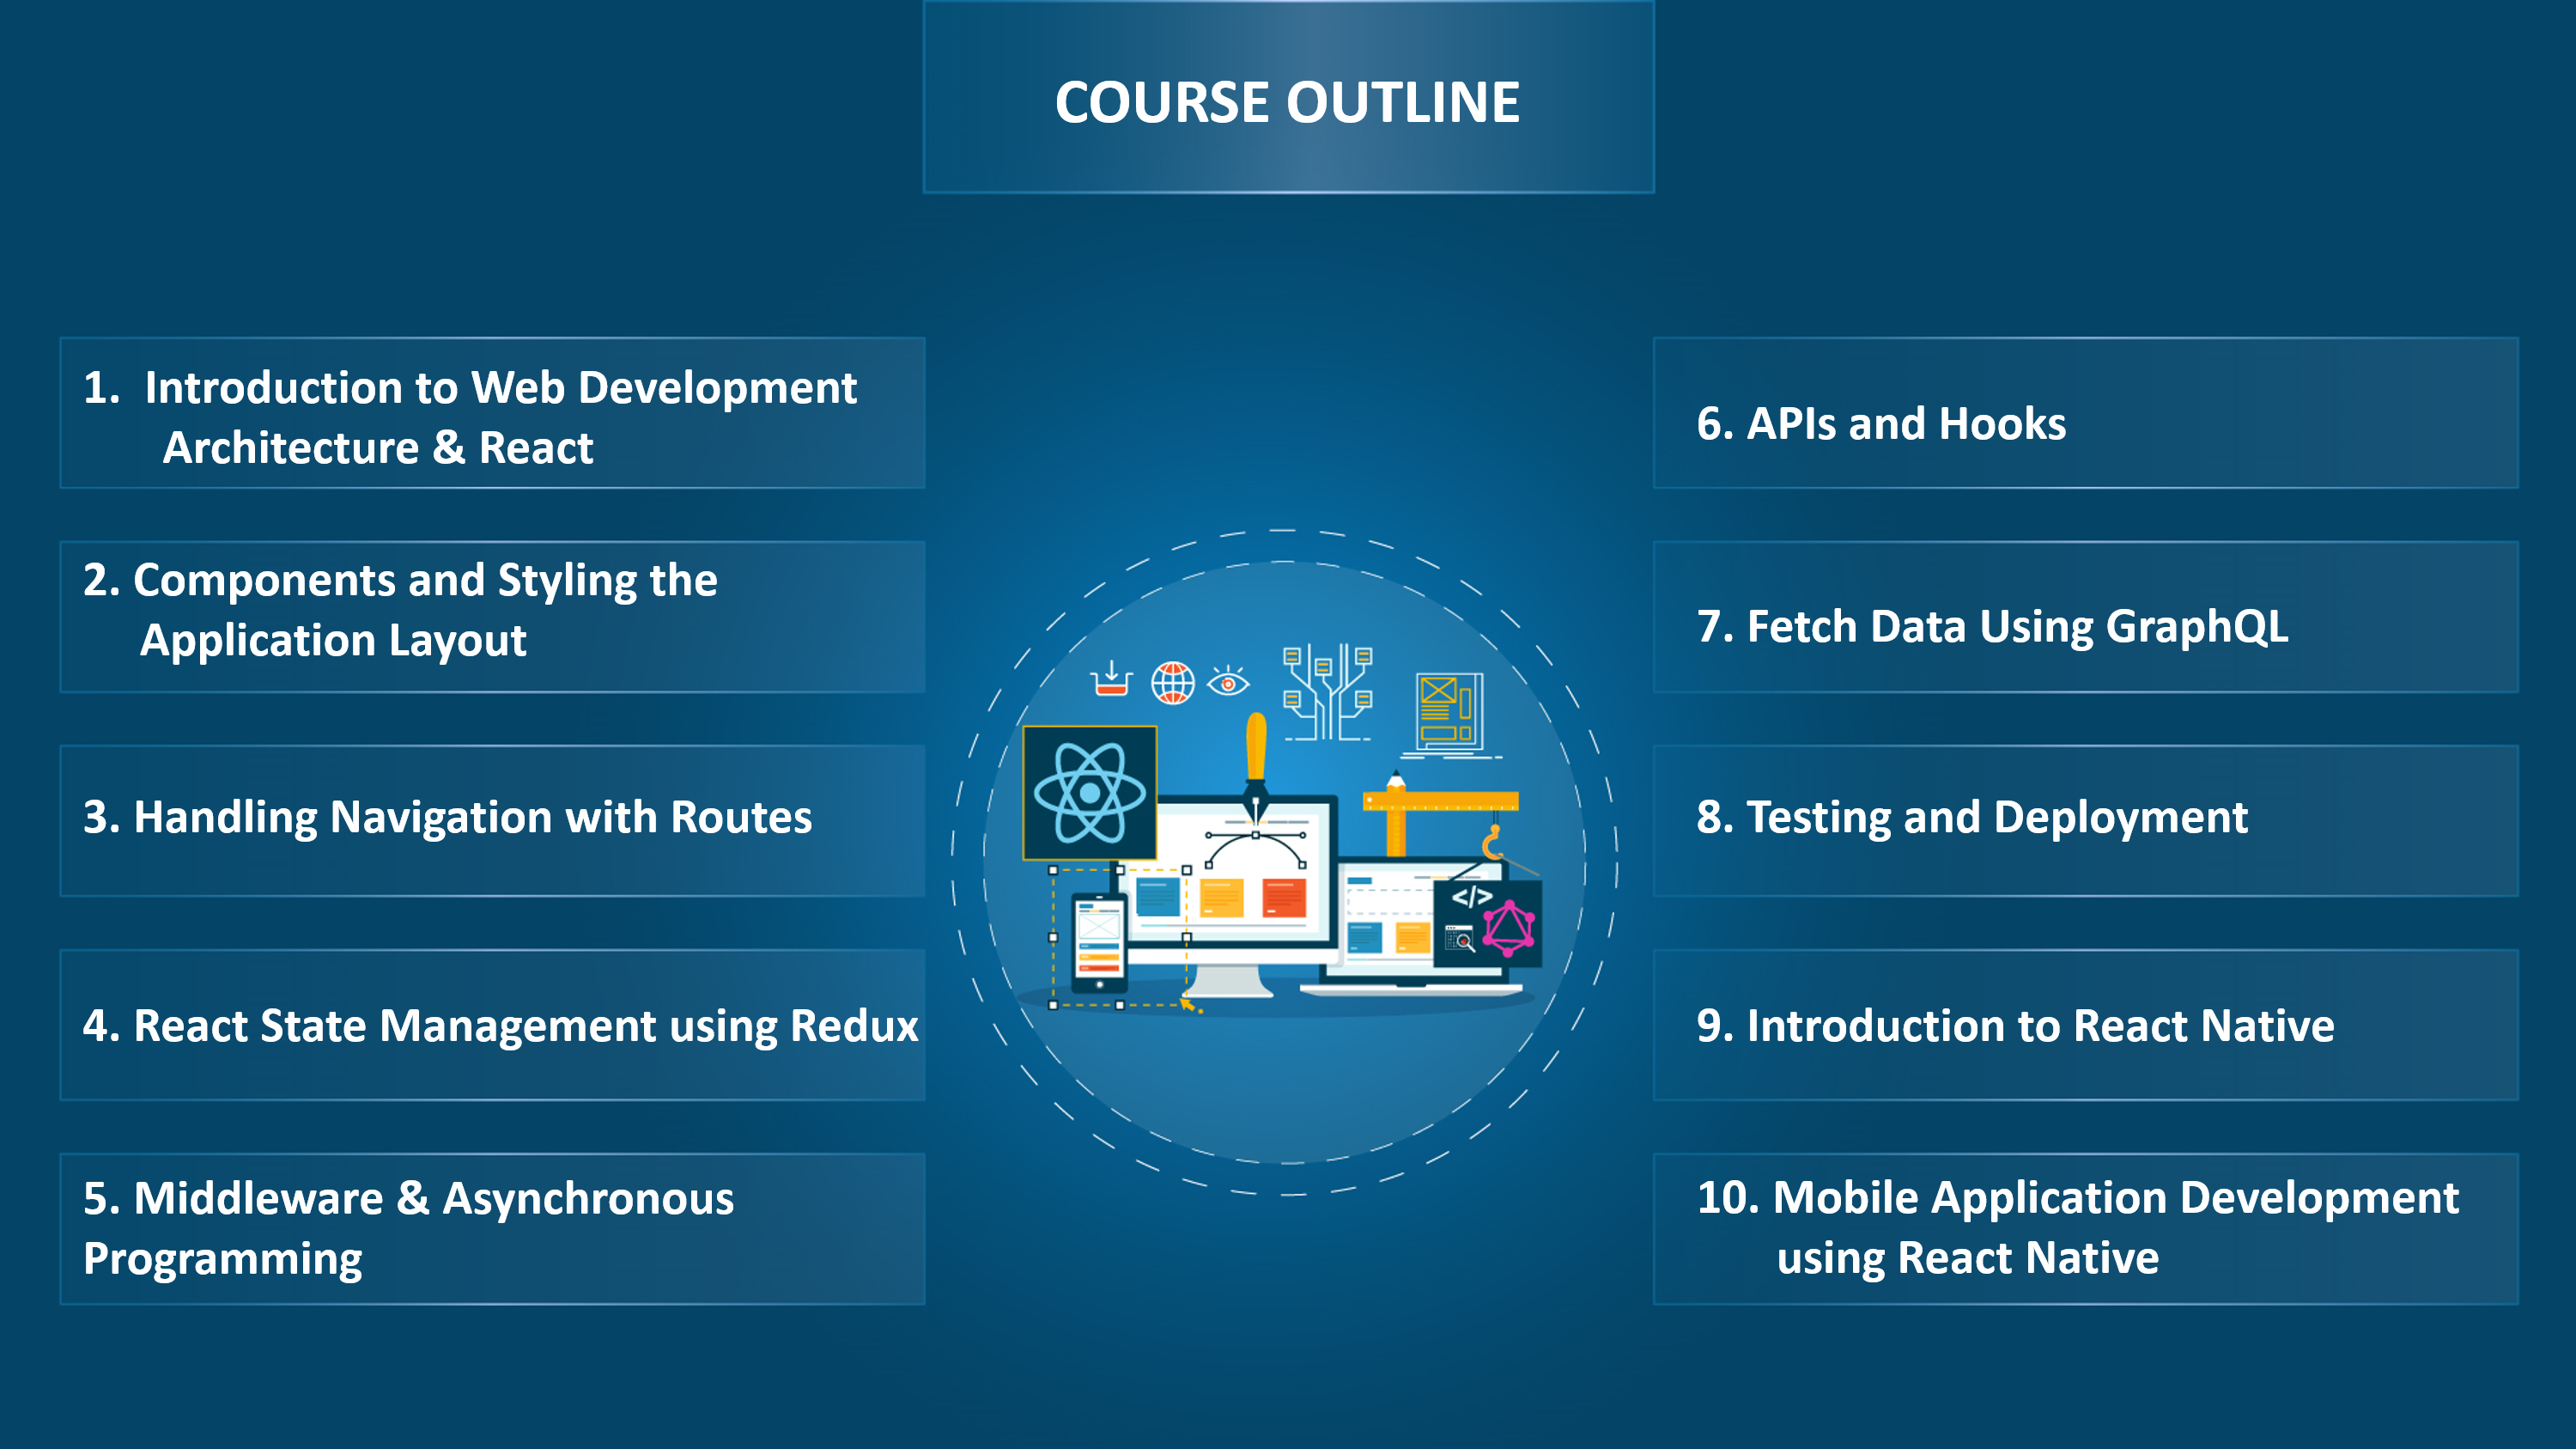 COURSE OUTLINE
1. Introduction to Web Development
Architecture & React
2. Components and Styling the
Application Layout
3. Handling Navigation with Routes
4. React State Management using Redux
5. Middleware & Asynchronous
Programming
6. APIs and Hooks
7. Fetch Data Using GraphQL
8. Testing and Deployment
9. Introduction to React Native
10. Mobile Application Development
using React Native
</>